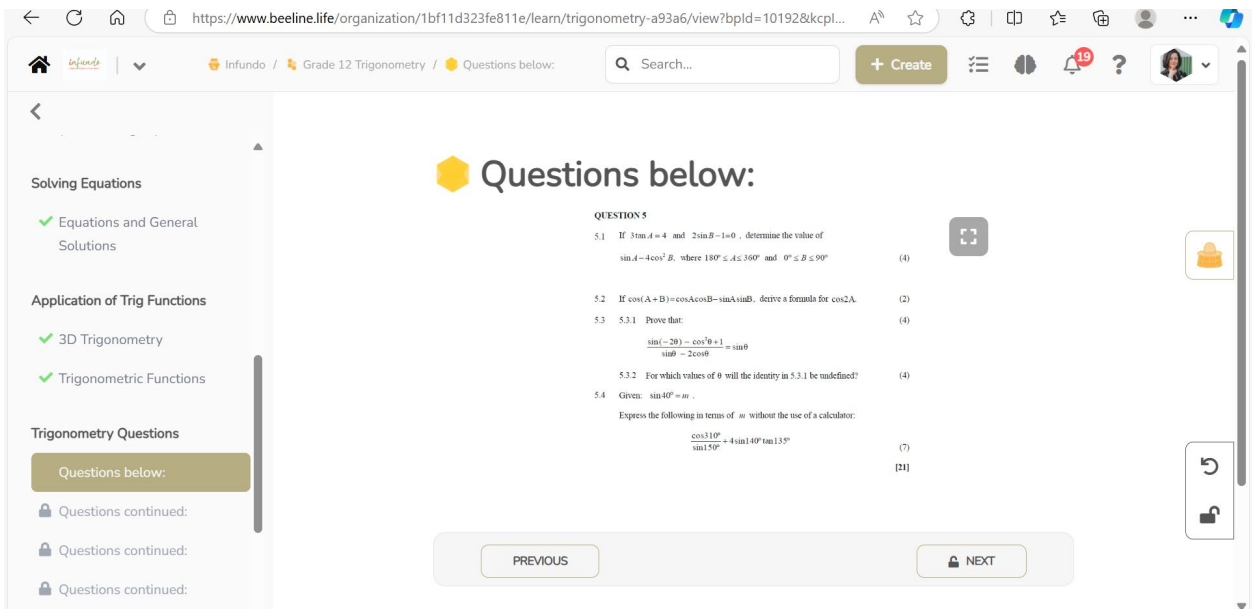 https://www.beeline.life/organization/1bf11d323fe811e/learn/trigonometry-a93a6/view?bpId=10192&kcpl...
infundo
Infundo / Grade 12 Trigonometry / Questions below:
Search...
+ Create
19
?
Solving Equations
Equations and General
Solutions
Application of Trig Functions
3D Trigonometry
Trigonometric Functions
Trigonometry Questions
Questions below:
Questions continued:
Questions continued:
Questions continued:
Questions below:
QUESTION 5
5.1 If 3tan A = 4 and 2sin B − 1=0 , determine the value of
sin A − 4cos² B, where 180° ≤ A ≤ 360° and 0° ≤ B ≤ 90° (4)
5.2 If cos(A + B)=cosAcosB−sinAsinB, derive a formula for cos2A. (2)
5.3 5.3.1 Prove that: (4)
sin(−2θ) − cos²θ+1
sinθ − 2cosθ
= sinθ
5.3.2 For which values of θ will the identity in 5.3.1 be undefined? (4)
5.4 Given: sin 40° = m .
Express the following in terms of m without the use of a calculator:
cos310°
sin150°
+ 4sin140° tan135° (7)
[21]
PREVIOUS
NEXT